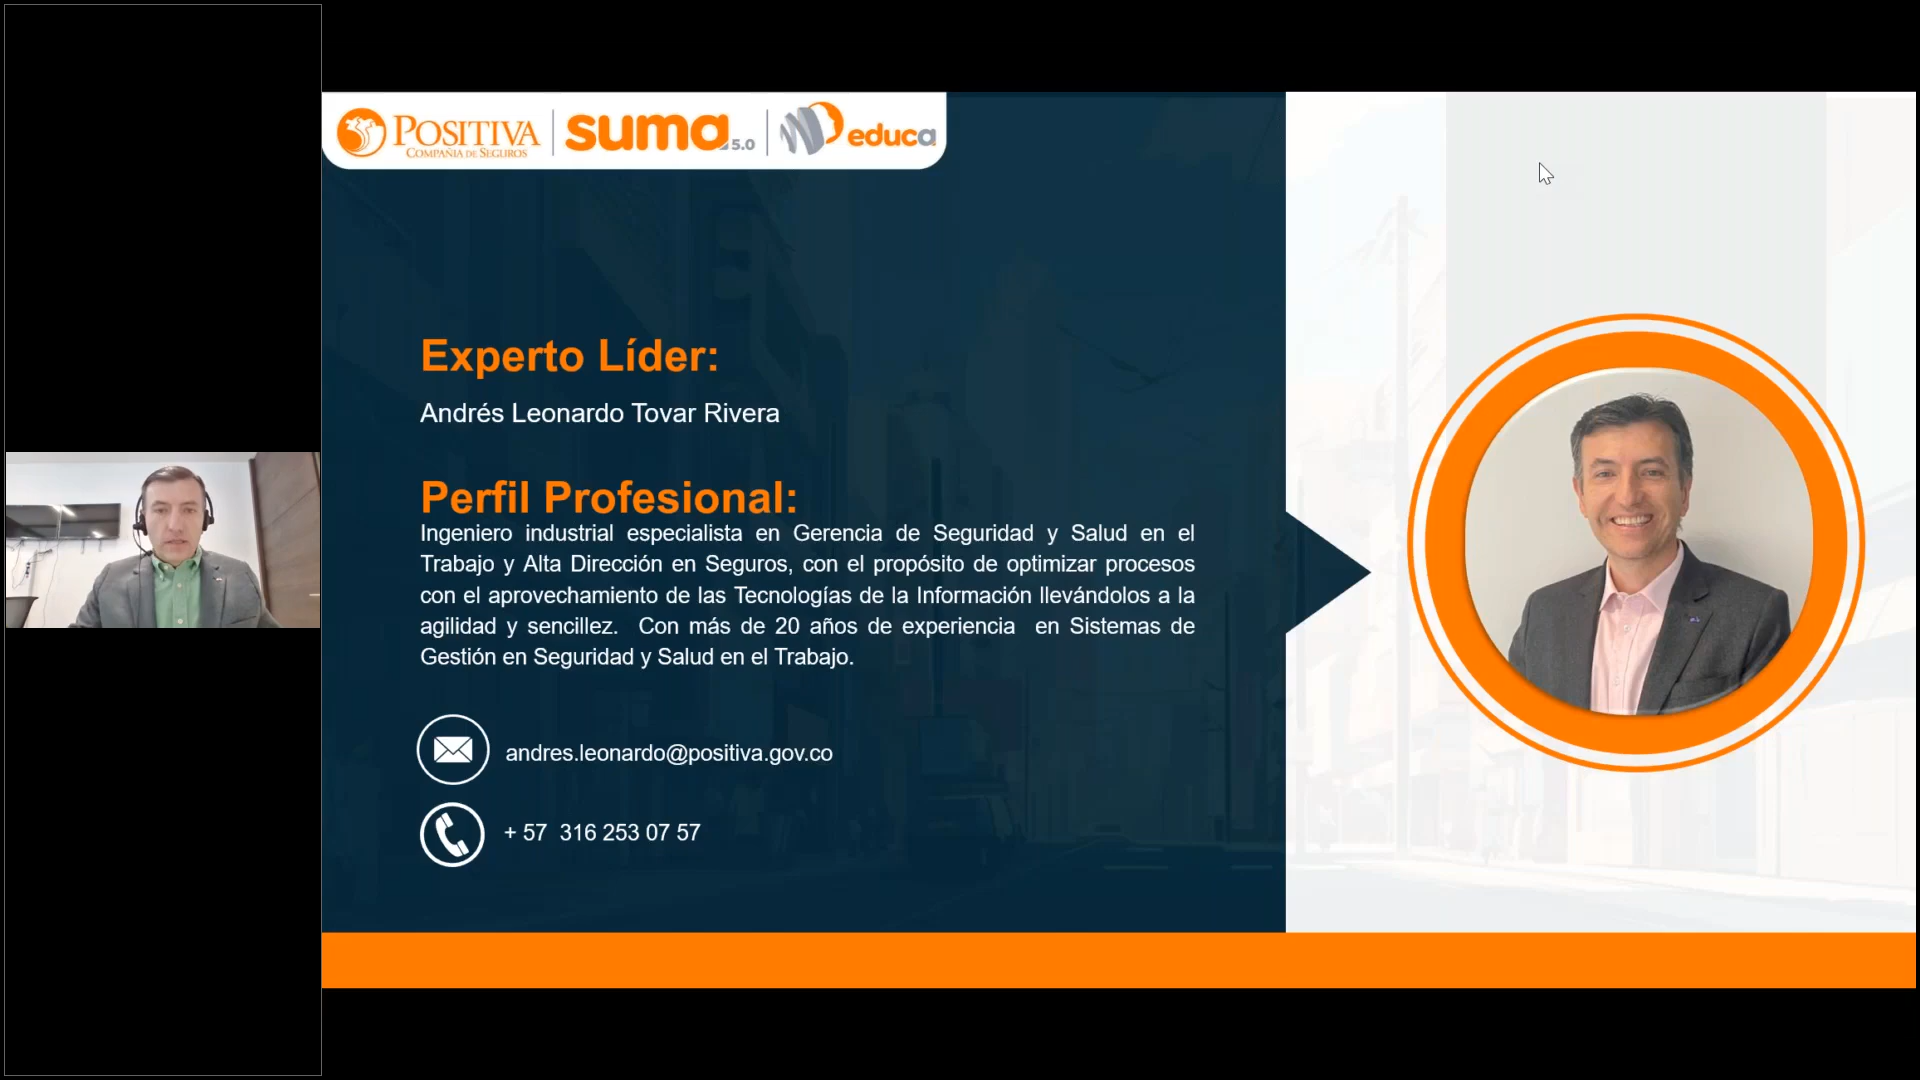 POSITIVA
COMPAÑIA DE SEGUROS
suma 5.0
educa
Experto Líder:
Andrés Leonardo Tovar Rivera
Perfil Profesional:
Ingeniero industrial especialista en Gerencia de Seguridad y Salud en el
Trabajo y Alta Dirección en Seguros, con el propósito de optimizar procesos
con el aprovechamiento de las Tecnologías de la Información llevándolos a la
agilidad y sencillez. Con más de 20 años de experiencia en Sistemas de
Gestión en Seguridad y Salud en el Trabajo.
andres.leonardo@positiva.gov.co
+ 57 316 253 07 57